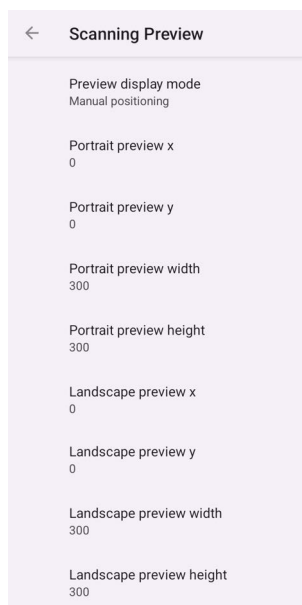 Scanning Preview
Preview display mode
Manual positioning
Portrait preview x
0
Portrait preview y
0
Portrait preview width
300
Portrait preview height
300
Landscape preview x
0
Landscape preview y
0
Landscape preview width
300
Landscape preview height
300